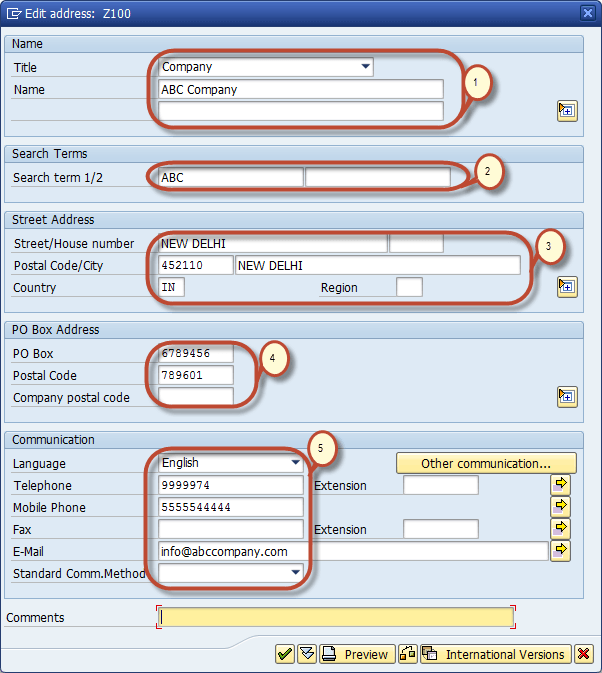 Edit address: Z100
Name
Title Company
Name ABC Company
1
Search Terms
Search term 1/2 ABC
2
Street Address
Street/House number NEW DELHI
Postal Code/City 452110 NEW DELHI
Country IN Region
3
PO Box Address
PO Box 6789456
Postal Code 789601
Company postal code
4
Communication
5
Language English Other communication...
Telephone 9999974 Extension
Mobile Phone 5555544444
Fax Extension
E-Mail info@abccompany.com
Standard Comm.Method
Comments
Preview International Versions